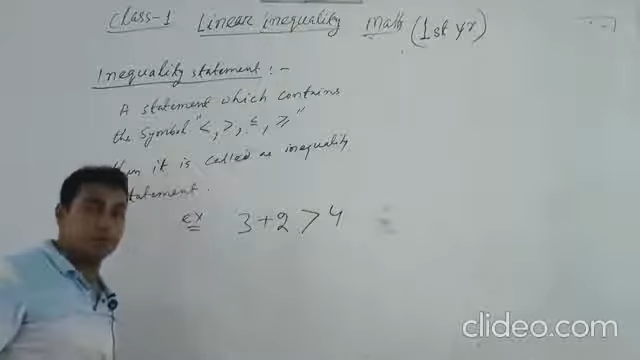 Class-1 Linear inequality Math (1st yr)
Inequality statement :-
A statement which contains
the symbol "<, >, ≤, ≥"
then it is called as inequality
statement.
ex 3+2 > 4
clideo.com